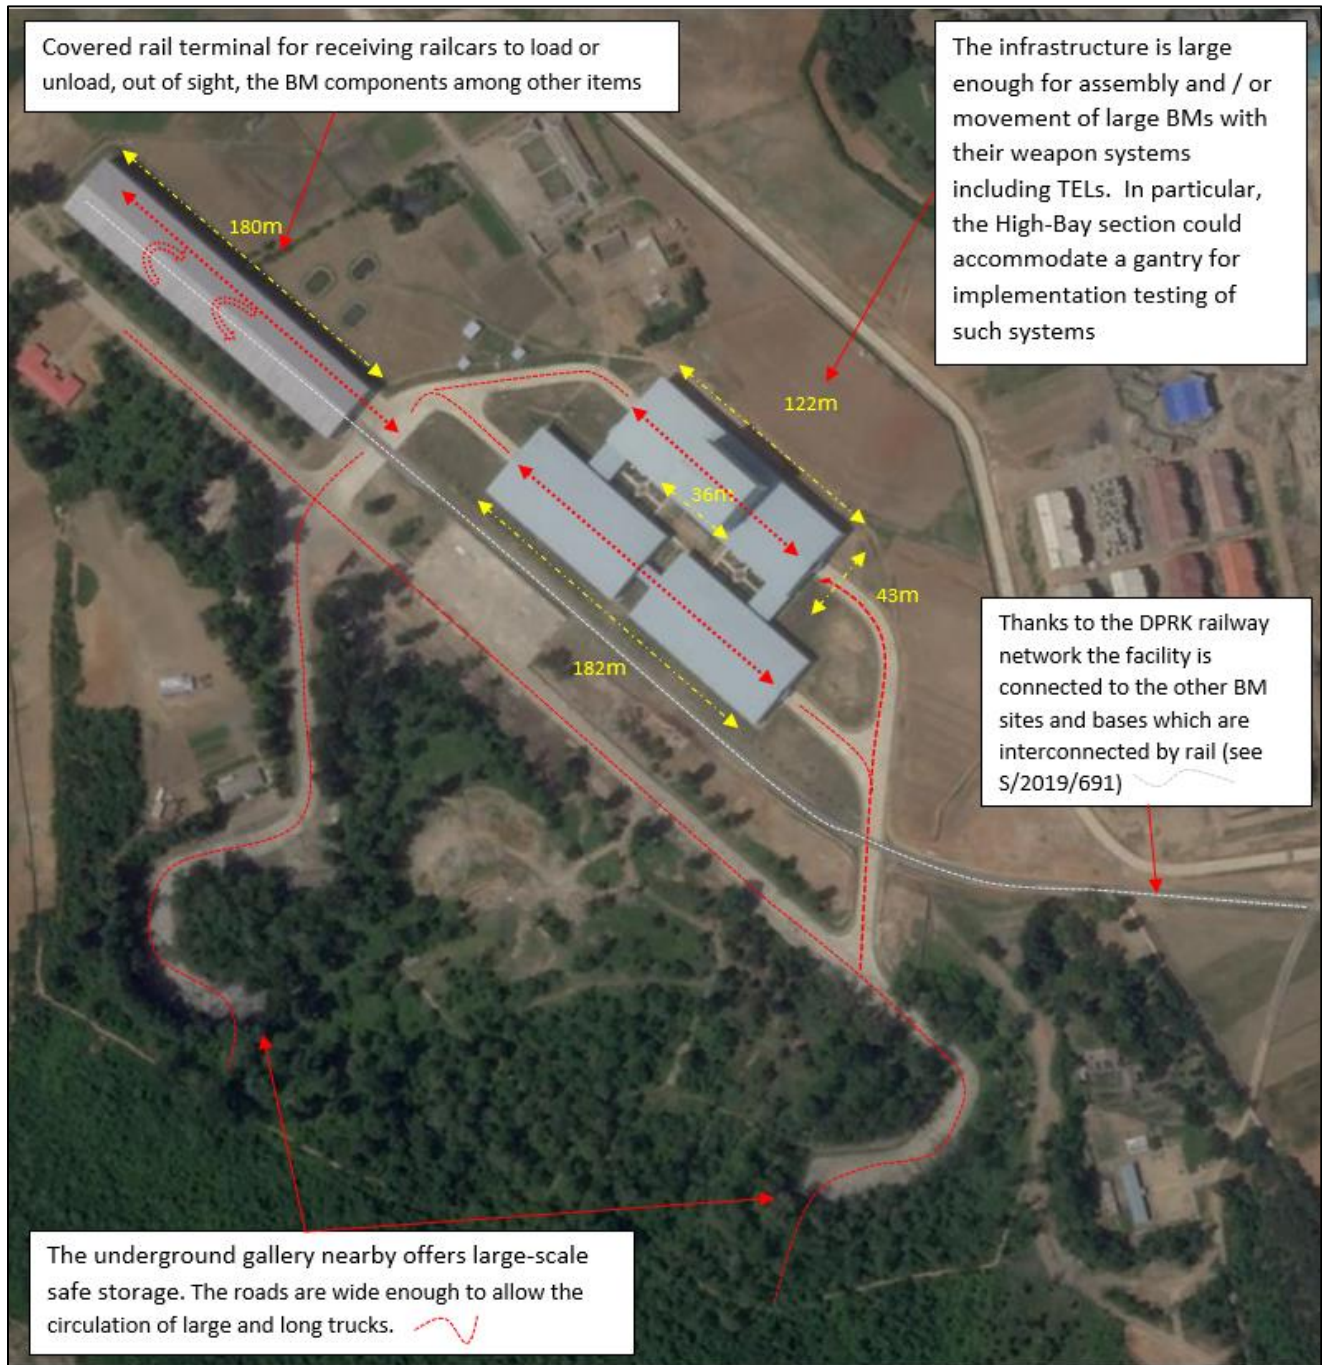 Covered rail terminal for receiving railcars to load or
unload, out of sight, the BM components among other items
The infrastructure is large
enough for assembly and / or
movement of large BMs with
their weapon systems
including TELs. In particular,
the High-Bay section could
accommodate a gantry for
implementation testing of
such systems
180m
122m
36m
43m
182m
Thanks to the DPRK railway
network the facility is
connected to the other BM
sites and bases which are
interconnected by rail (see
S/2019/691)
The underground gallery nearby offers large-scale
safe storage. The roads are wide enough to allow the
circulation of large and long trucks.